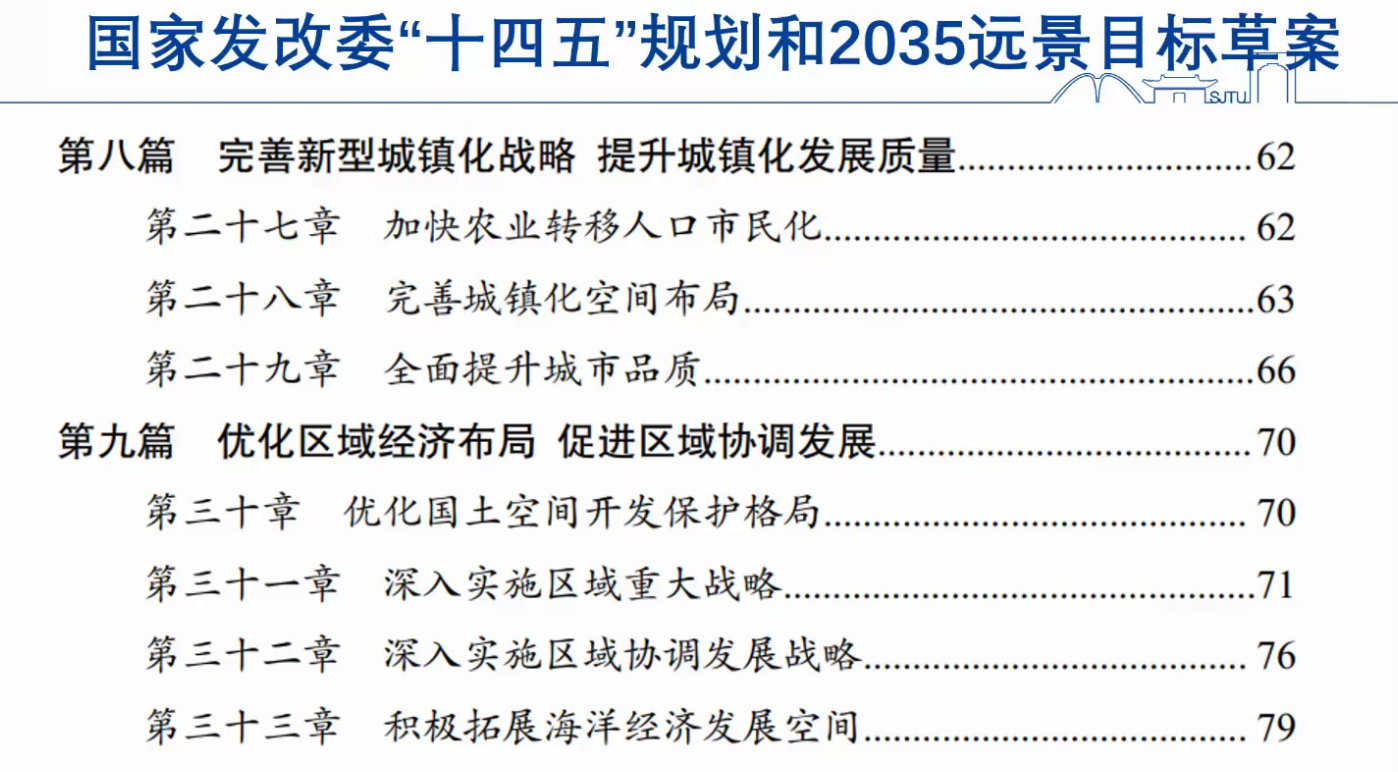 国家发改委“十四五”规划和2035远景目标草案
SJTU
第八篇 完善新型城镇化战略 提升城镇化发展质量........................62
第二十七章 加快农业转移人口市民化.................................. 62
第二十八章 完善城镇化空间布局.........................................63
第二十九章 全面提升城市品质............................................66
第九篇 优化区域经济布局 促进区域协调发展..............................70
第三十章 优化国土空间开发保护格局.................................. 70
第三十一章 深入实施区域重大战略......................................71
第三十二章 深入实施区域协调发展战略............................... 76
第三十三章 积极拓展海洋经济发展空间............................... 79